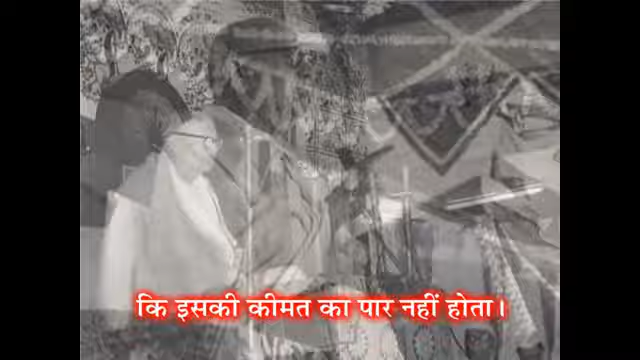 कि इसकी कीमत का पार नहीं होता।